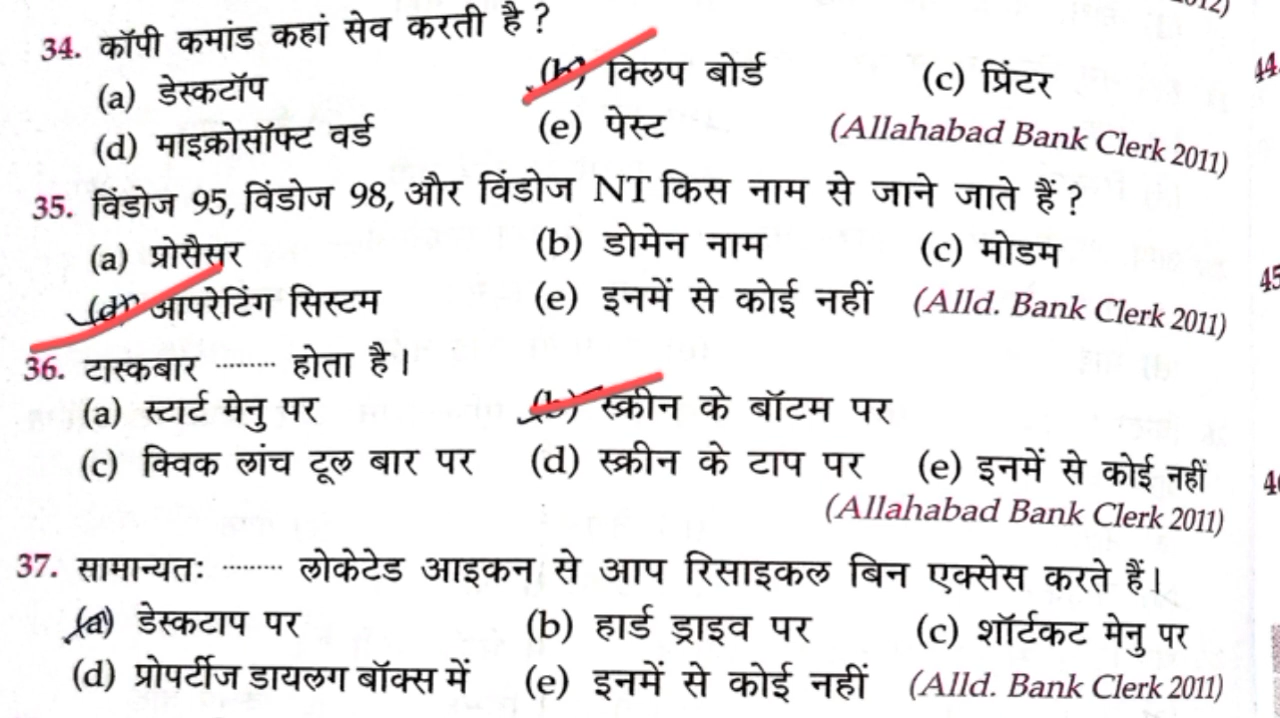 34. कॉपी कमांड कहां सेव करती है ?
(a) डेस्कटॉप (b) क्लिप बोर्ड (c) प्रिंटर
(d) माइक्रोसॉफ्ट वर्ड (e) पेस्ट (Allahabad Bank Clerk 2011)
35. विंडोज 95, विंडोज 98, और विंडोज NT किस नाम से जाने जाते हैं ?
(a) प्रोसैसर (b) डोमेन नाम (c) मोडम
(d) आपरेटिंग सिस्टम (e) इनमें से कोई नहीं (Alld. Bank Clerk 2011)
36. टास्कबार ......... होता है।
(a) स्टार्ट मेनु पर (b) स्क्रीन के बॉटम पर
(c) क्विक लांच टूल बार पर (d) स्क्रीन के टाप पर (e) इनमें से कोई नहीं
(Allahabad Bank Clerk 2011)
37. सामान्यतः ......... लोकेटेड आइकन से आप रिसाइकल बिन एक्सेस करते हैं।
(a) डेस्कटाप पर (b) हार्ड ड्राइव पर (c) शॉर्टकट मेनु पर
(d) प्रोपर्टीज डायलग बॉक्स में (e) इनमें से कोई नहीं (Alld. Bank Clerk 2011)
44.
45